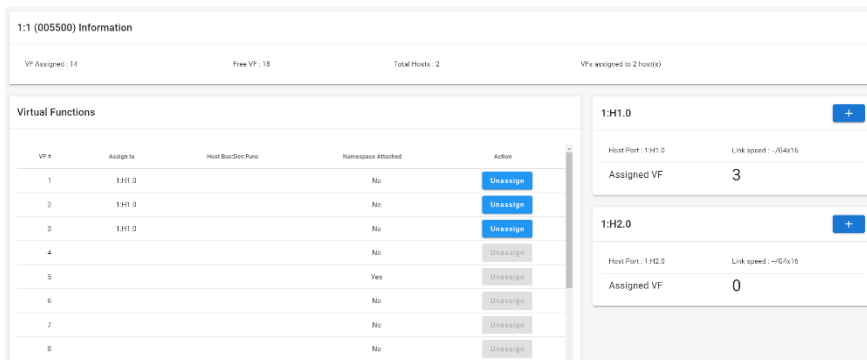 1:1 (005500) Information
VF Assigned : 14 Free VF : 18 Total Hosts : 2 VFs assigned to 2 host(s)
Virtual Functions
VF # Assign to Host Bus:Dev:Func Namespace Attached Action
1 1:H1.0 No Unassign
2 1:H1.0 No Unassign
3 1:H1.0 No Unassign
4 No Unassign
5 Yes Unassign
6 No Unassign
7 No Unassign
8 No Unassign
1:H1.0 +
Host Port : 1:H1.0 Link speed : --/G4x16
Assigned VF 3
1:H2.0 +
Host Port : 1:H2.0 Link speed : --/G4x16
Assigned VF 0